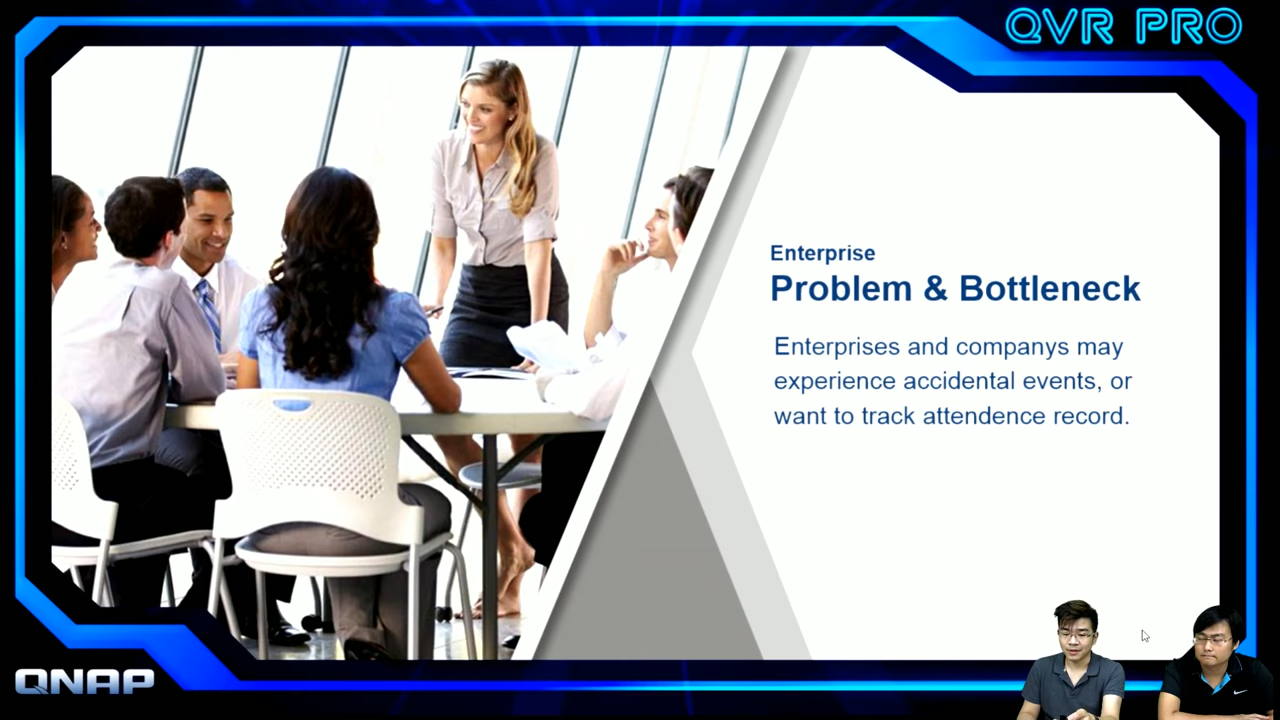 QVR PRO
Enterprise
Problem & Bottleneck
Enterprises and companys may
experience accidental events, or
want to track attendence record.
QNAP